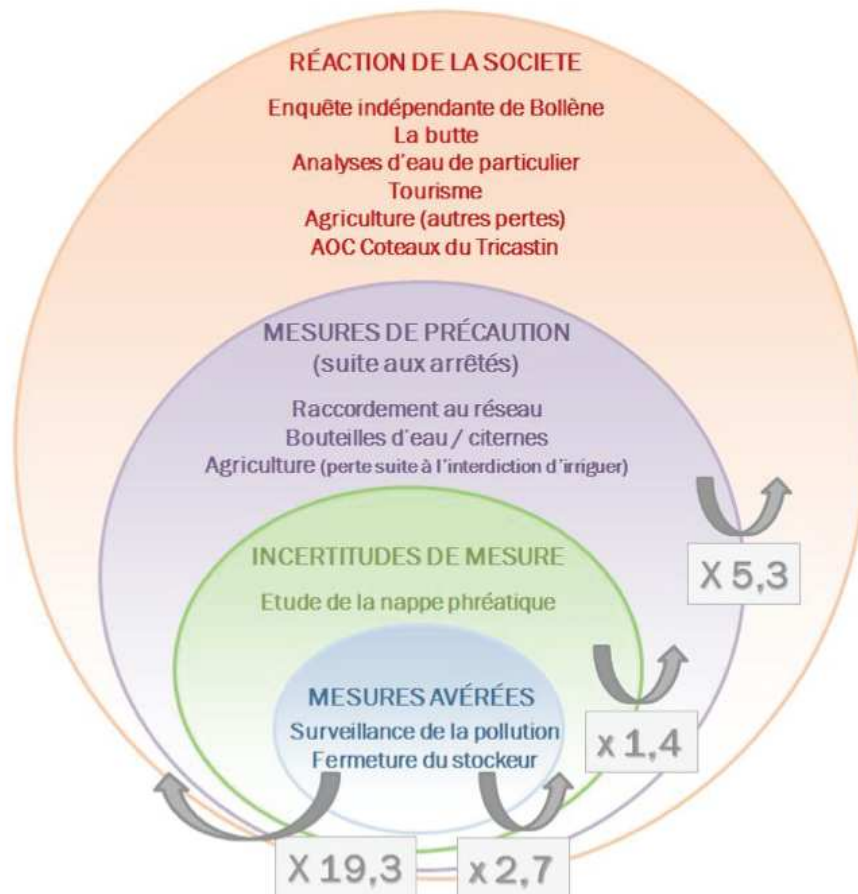 RÉACTION DE LA SOCIETE
Enquête indépendante de Bollène
La butte
Analyses d'eau de particulier
Tourisme
Agriculture (autres pertes)
AOC Coteaux du Tricastin
MESURES DE PRÉCAUTION
(suite aux arrêtés)
Raccordement au réseau
Bouteilles d'eau / citernes
Agriculture (perte suite à l'interdiction d'irriguer)
X 5,3
INCERTITUDES DE MESURE
Etude de la nappe phréatique
MESURES AVÉRÉES
Surveillance de la pollution
Fermeture du stockeur
x 1,4
X 19,3
x 2,7